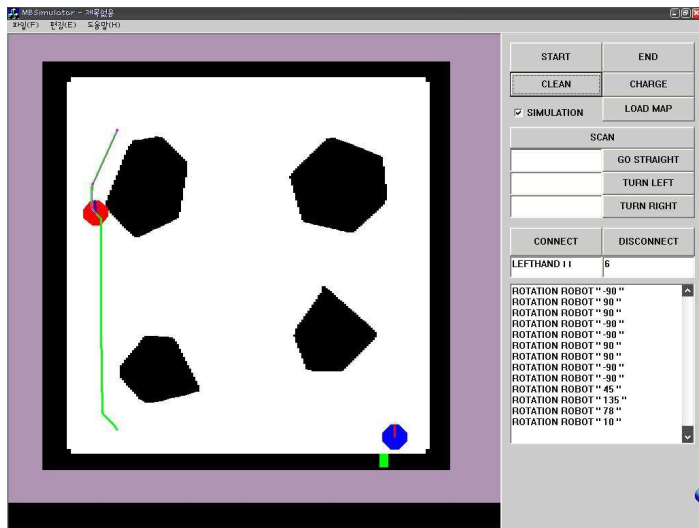 MBSimulator - 제목없음
파일(F) 편집(E) 도움말(H)
START END
CLEAN CHARGE
SIMULATION LOAD MAP
SCAN
GO STRAIGHT
TURN LEFT
TURN RIGHT
CONNECT DISCONNECT
LEFTHAND I I 6
ROTATION ROBOT " -90 "
ROTATION ROBOT " 90 "
ROTATION ROBOT " 90 "
ROTATION ROBOT " -90 "
ROTATION ROBOT " -90 "
ROTATION ROBOT " 90 "
ROTATION ROBOT " 90 "
ROTATION ROBOT " -90 "
ROTATION ROBOT " -90 "
ROTATION ROBOT " 45 "
ROTATION ROBOT " 135 "
ROTATION ROBOT " 78 "
ROTATION ROBOT " 10 "